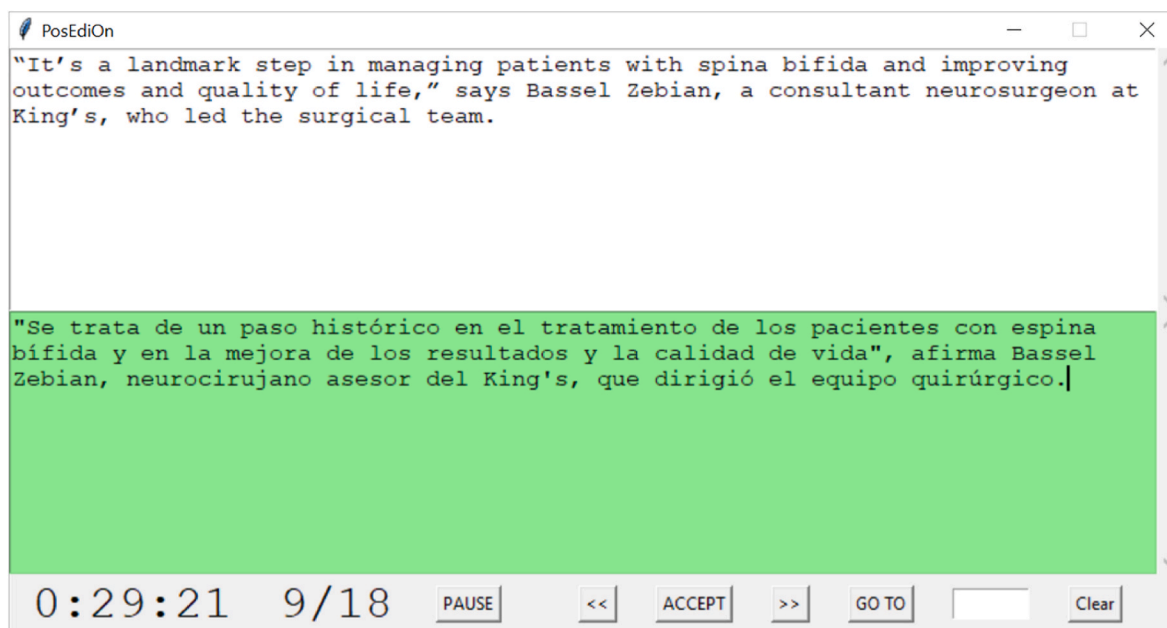 PosEdiOn
“It’s a landmark step in managing patients with spina bifida and improving
outcomes and quality of life,” says Bassel Zebian, a consultant neurosurgeon at
King’s, who led the surgical team.
"Se trata de un paso histórico en el tratamiento de los pacientes con espina
bífida y en la mejora de los resultados y la calidad de vida", afirma Bassel
Zebian, neurocirujano asesor del King's, que dirigió el equipo quirúrgico.
0:29:21 9/18 PAUSE << ACCEPT >> GO TO Clear